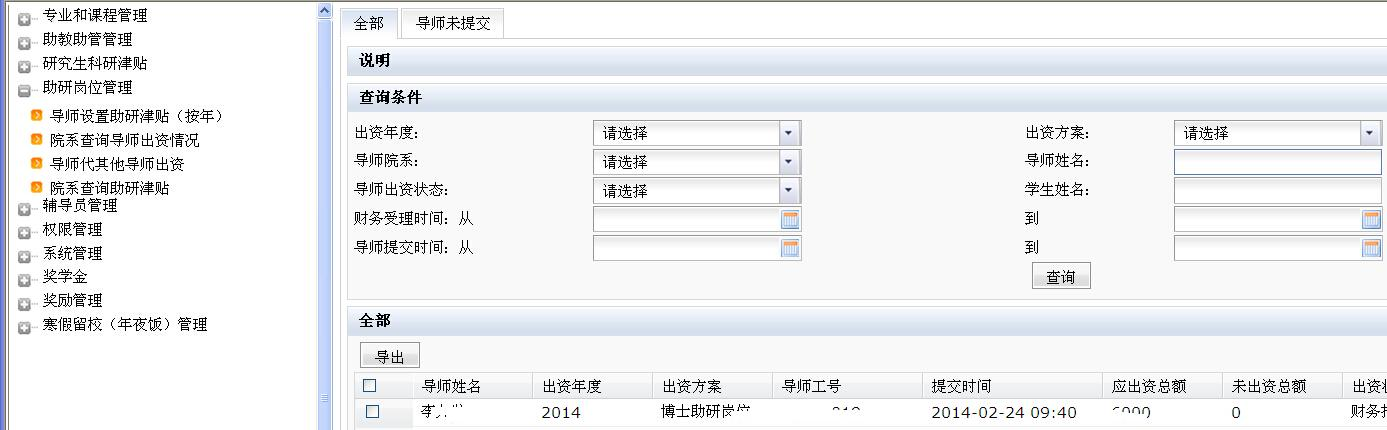 专业和课程管理
助教助管管理
研究生科研津贴
助研岗位管理
导师设置助研津贴（按年）
院系查询导师出资情况
导师代其他导师出资
院系查询助研津贴
辅导员管理
权限管理
系统管理
奖学金
奖励管理
寒假留校（年夜饭）管理
全部 导师未提交
说明
查询条件
出资年度: 请选择 出资方案: 请选择
导师院系: 请选择 导师姓名:
导师出资状态: 请选择 学生姓名:
财务受理时间: 从 到
导师提交时间: 从 到
查询
全部
导出
导师姓名 出资年度 出资方案 导师工号 提交时间 应出资总额 未出资总额
2014 博士助研岗位 2014-02-24 09:40 0